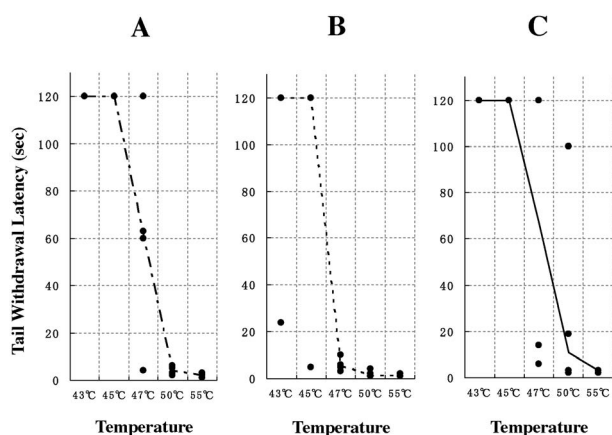 A B C
Tail Withdrawal Latency (sec)
120 120 120
100 100 100
80 80 80
60 60 60
40 40 40
20 20 20
0 0 0
43℃ 45℃ 47℃ 50℃ 55℃ 43℃ 45℃ 47℃ 50℃ 55℃ 43℃ 45℃ 47℃ 50℃ 55℃
Temperature Temperature Temperature